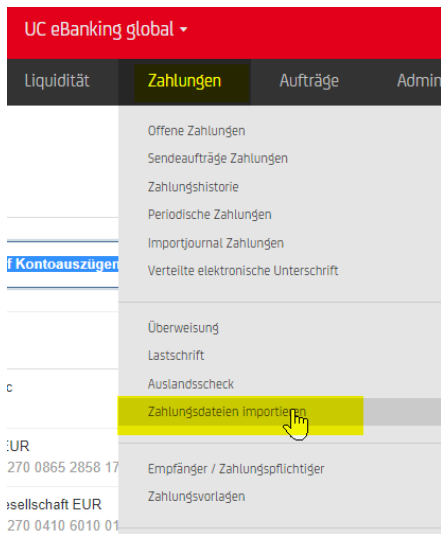 UC eBanking global
Liquidität Zahlungen Aufträge Admin
Offene Zahlungen
Sendeaufträge Zahlungen
Zahlungshistorie
Periodische Zahlungen
Importjournal Zahlungen
f Kontoauszügen
Verteilte elektronische Unterschrift
Überweisung
Lastschrift
Auslandsscheck
c
Zahlungsdateien importieren
EUR
270 0865 2858 17
Empfänger / Zahlungspflichtiger
Zahlungsvorlagen
esellschaft EUR
270 0410 6010 01